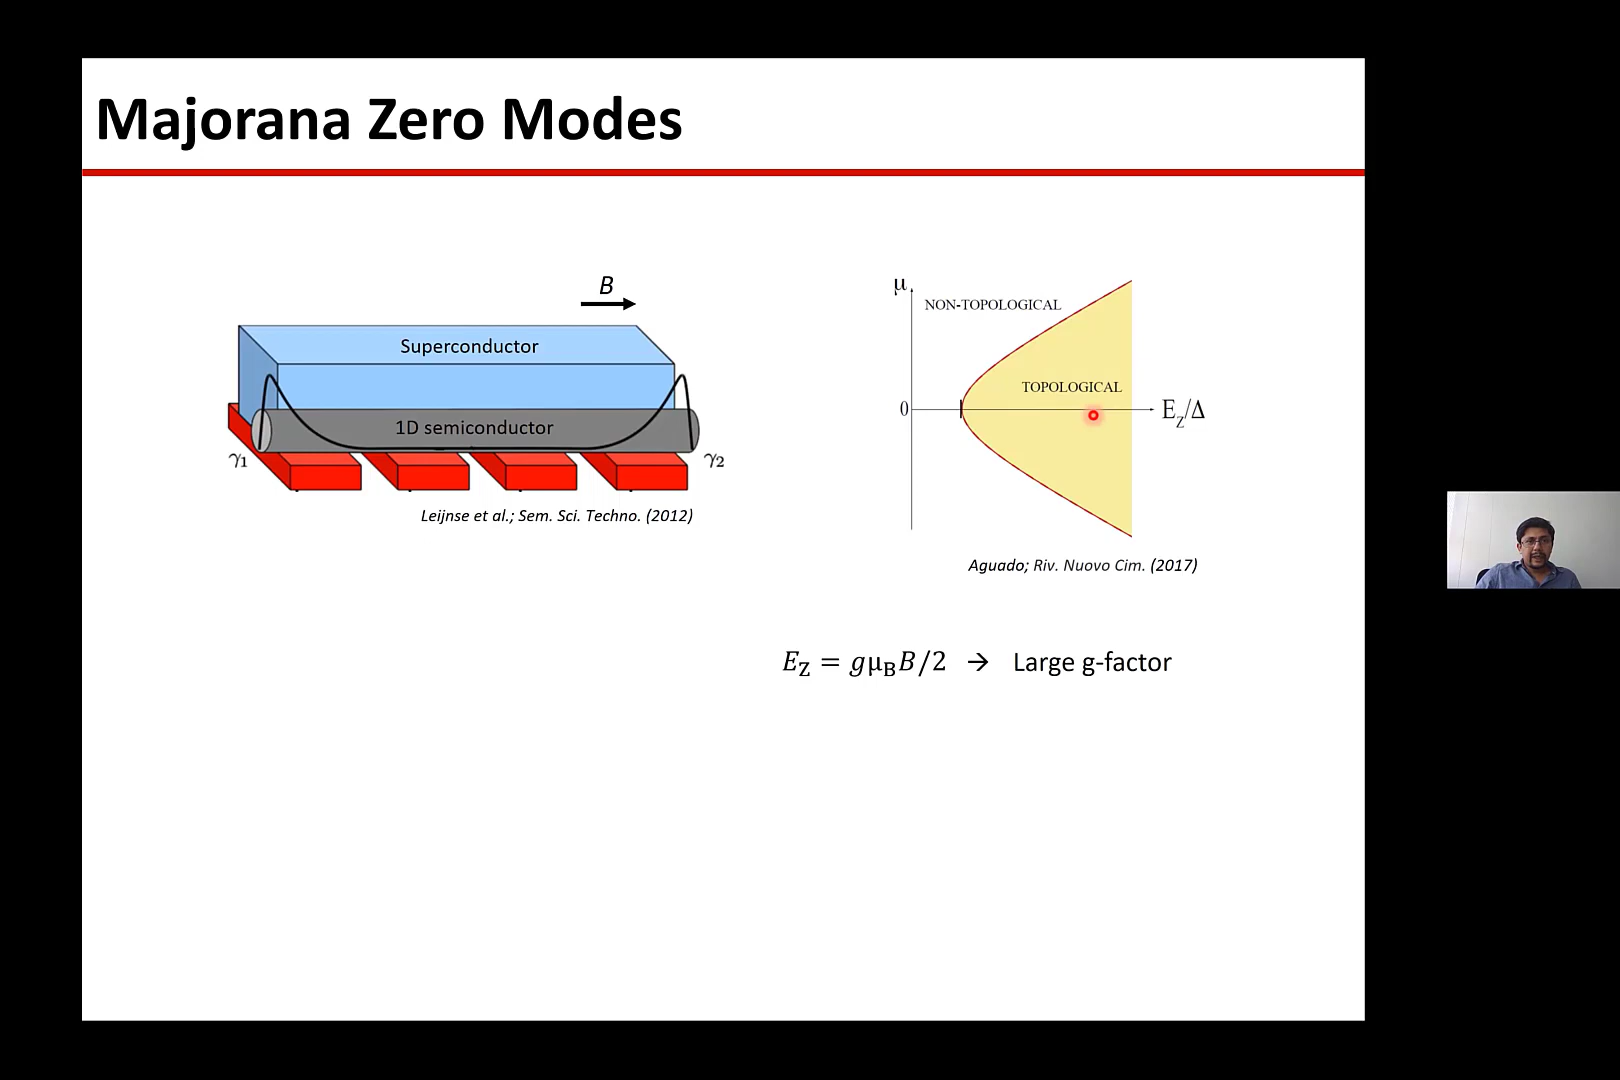 Majorana Zero Modes
B
Superconductor
1D semiconductor
γ1
γ2
Leijnse et al.; Sem. Sci. Techno. (2012)
μ
NON-TOPOLOGICAL
TOPOLOGICAL
0
E_Z/Δ
Aguado; Riv. Nuovo Cim. (2017)
E_Z = gμ_B B/2 → Large g-factor